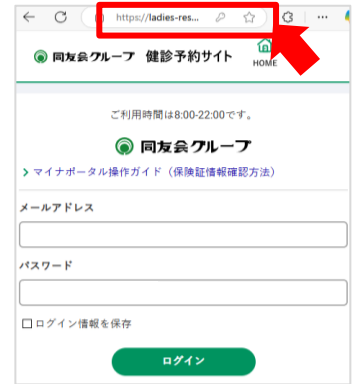 https://ladies-res...
同友会グループ 健診予約サイト
HOME
ご利用時間は8:00-22:00です。
同友会グループ
マイナポータル操作ガイド（保険証情報確認方法）
メールアドレス
パスワード
ログイン情報を保存
ログイン